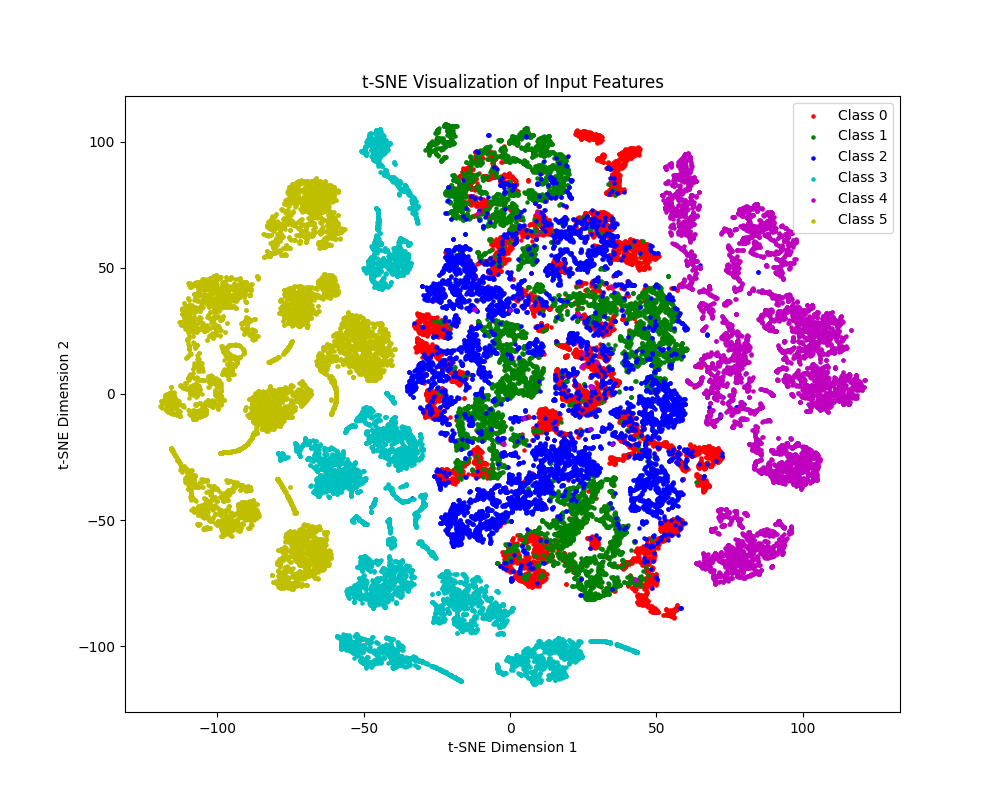 t-SNE Visualization of Input Features
Class 0
Class 1
Class 2
Class 3
Class 4
Class 5
100
50
0
−50
−100
t-SNE Dimension 2
−100
−50
0
50
100
t-SNE Dimension 1